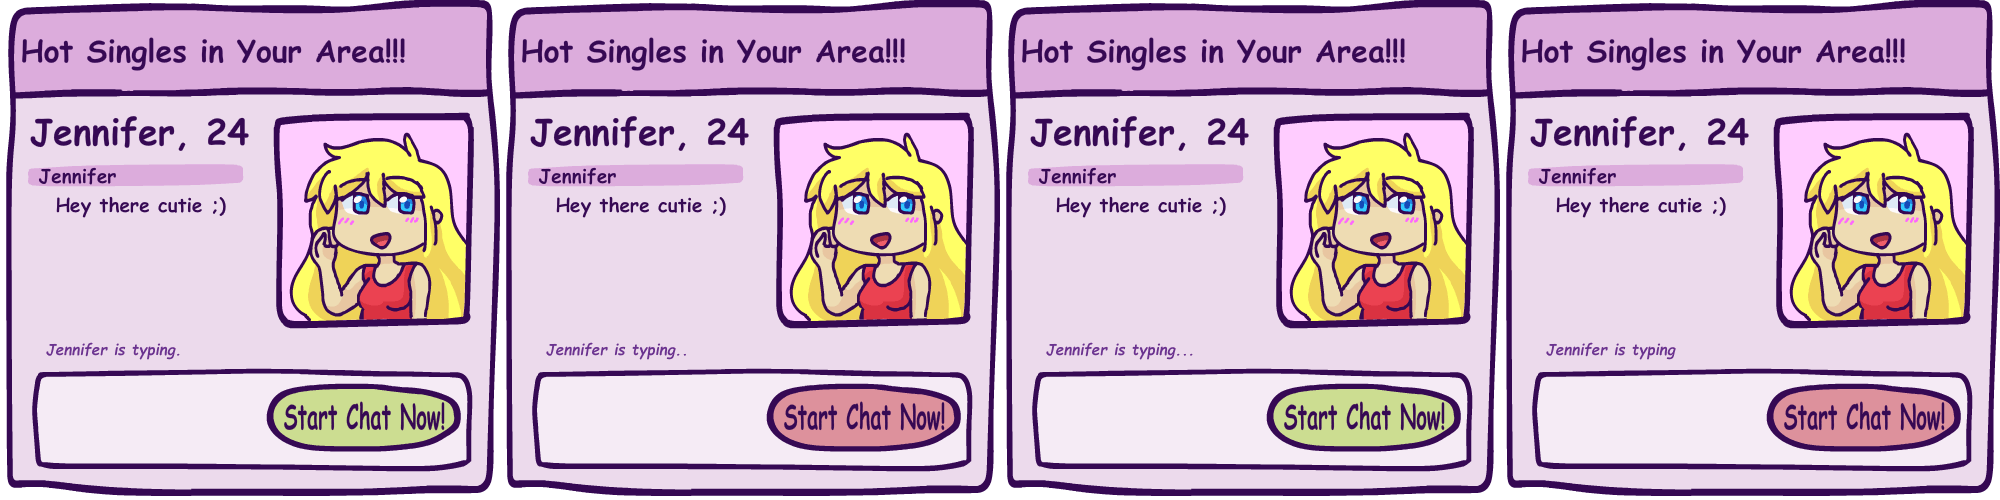 Hot Singles in Your Area!!!
Jennifer, 24
Jennifer
Hey there cutie ;)
Jennifer is typing.
Start Chat Now!
Hot Singles in Your Area!!!
Jennifer, 24
Jennifer
Hey there cutie ;)
Jennifer is typing..
Start Chat Now!
Hot Singles in Your Area!!!
Jennifer, 24
Jennifer
Hey there cutie ;)
Jennifer is typing...
Start Chat Now!
Hot Singles in Your Area!!!
Jennifer, 24
Jennifer
Hey there cutie ;)
Jennifer is typing
Start Chat Now!